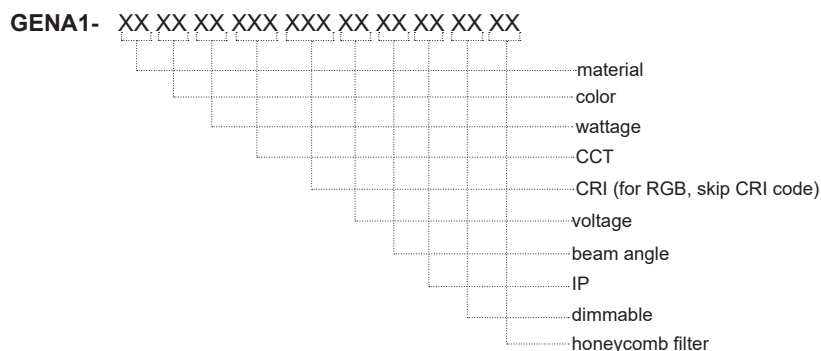 GENA1- XX XX XX XXX XXX XX XX XX XX XX
material
color
wattage
CCT
CRI (for RGB, skip CRI code)
voltage
beam angle
IP
dimmable
honeycomb filter